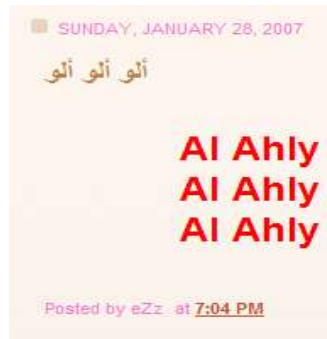 SUNDAY, JANUARY 28, 2007
ألو ألو ألو
Al Ahly
Al Ahly
Al Ahly
Posted by eZz at 7:04 PM